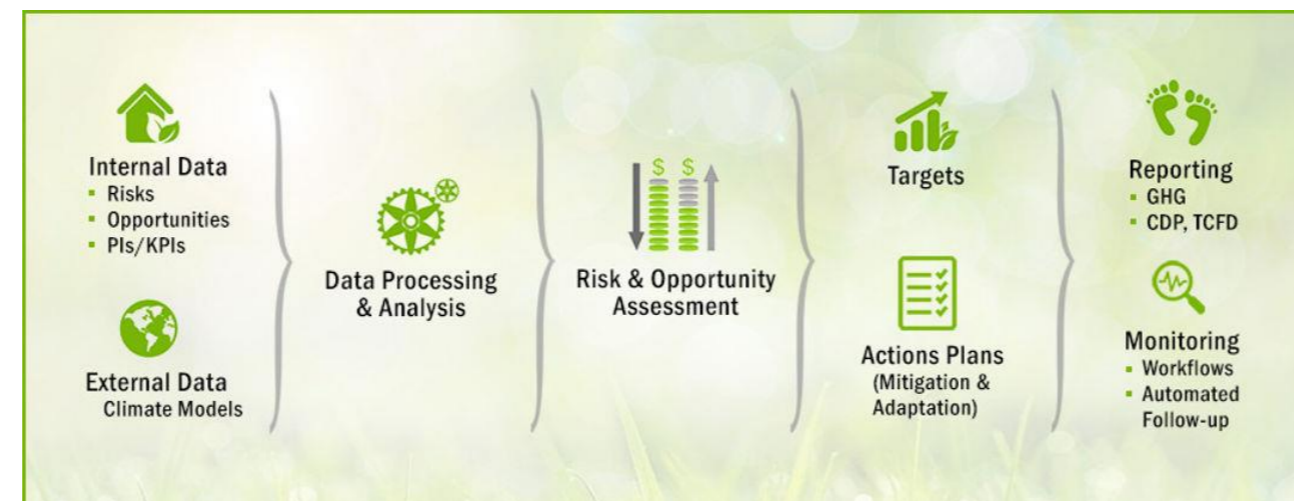 Internal Data
▪ Risks
▪ Opportunities
▪ PIs/KPIs
External Data
Climate Models
Data Processing
& Analysis
$ $
Risk & Opportunity
Assessment
Targets
Actions Plans
(Mitigation &
Adaptation)
Reporting
▪ GHG
▪ CDP, TCFD
Monitoring
▪ Workflows
▪ Automated
Follow-up